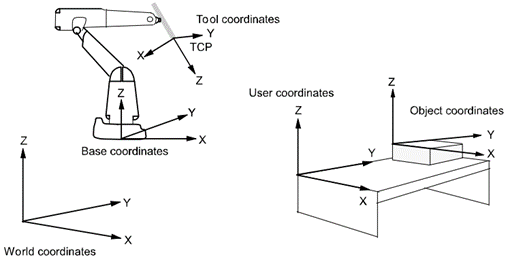 Tool coordinates
Y
TCP
X
Z
Z
Y
X
Base coordinates
Z
Y
X
World coordinates
User coordinates
Z
Y
X
Z
Object coordinates
Y
X